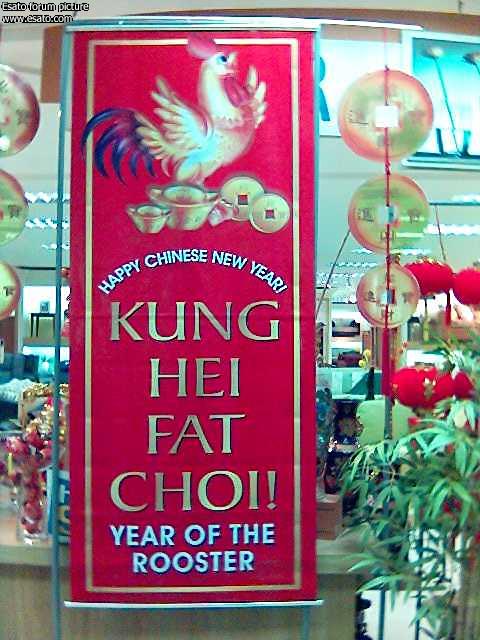 Esato forum picture
www.esato.com
HAPPY CHINESE NEW YEAR!
KUNG
HEI
FAT
CHOI!
YEAR OF THE
ROOSTER